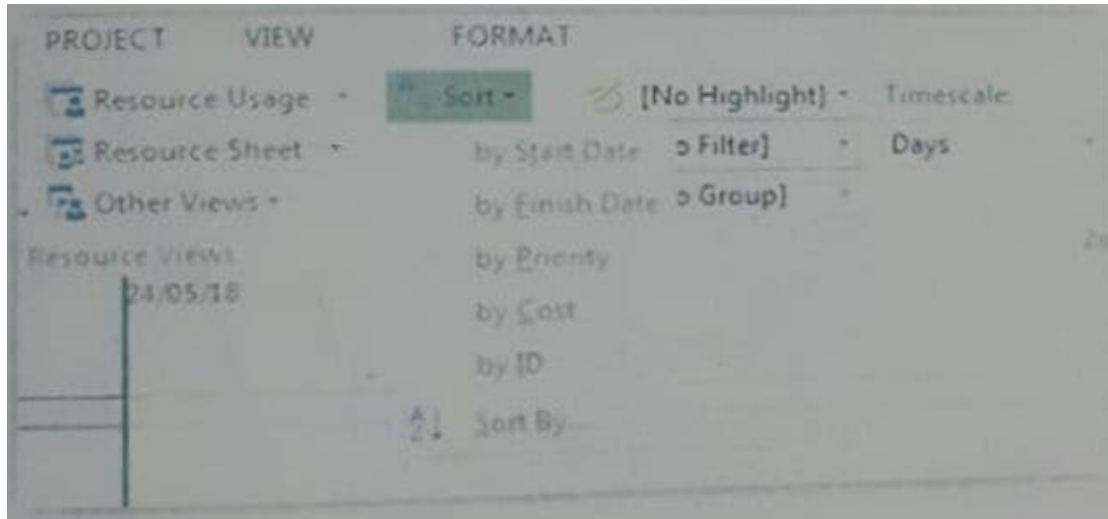 PROJECT VIEW FORMAT
Resource Usage Sort [No Highlight] Timescale:
Resource Sheet by Start Date o Filter] Days
Other Views by Finish Date o Group]
Resource Views by Priority
24/05/18
by Cost
by ID
Sort By...